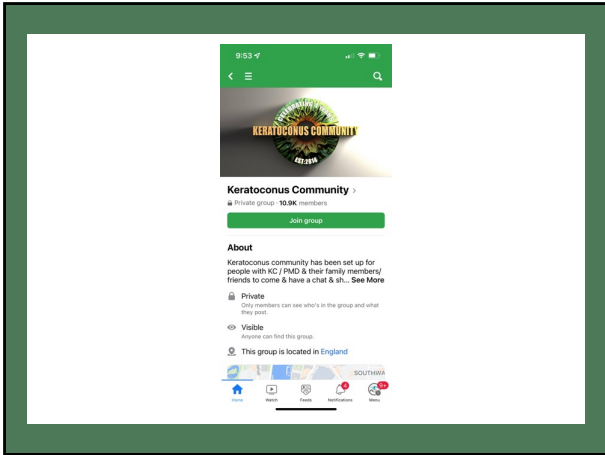 9:53
CELEBRATING
KERATOCONUS COMMUNITY
EST:2014
Keratoconus Community
Private group · 10.9K members
Join group
About
Keratoconus community has been set up for
people with KC / PMD & their family members/
friends to come & have a chat & sh... See More
Private
Only members can see who's in the group and what
they post.
Visible
Anyone can find this group.
This group is located in England
SOUTHWA
4
9+
Home
Watch
Feeds
Notifications
Menu